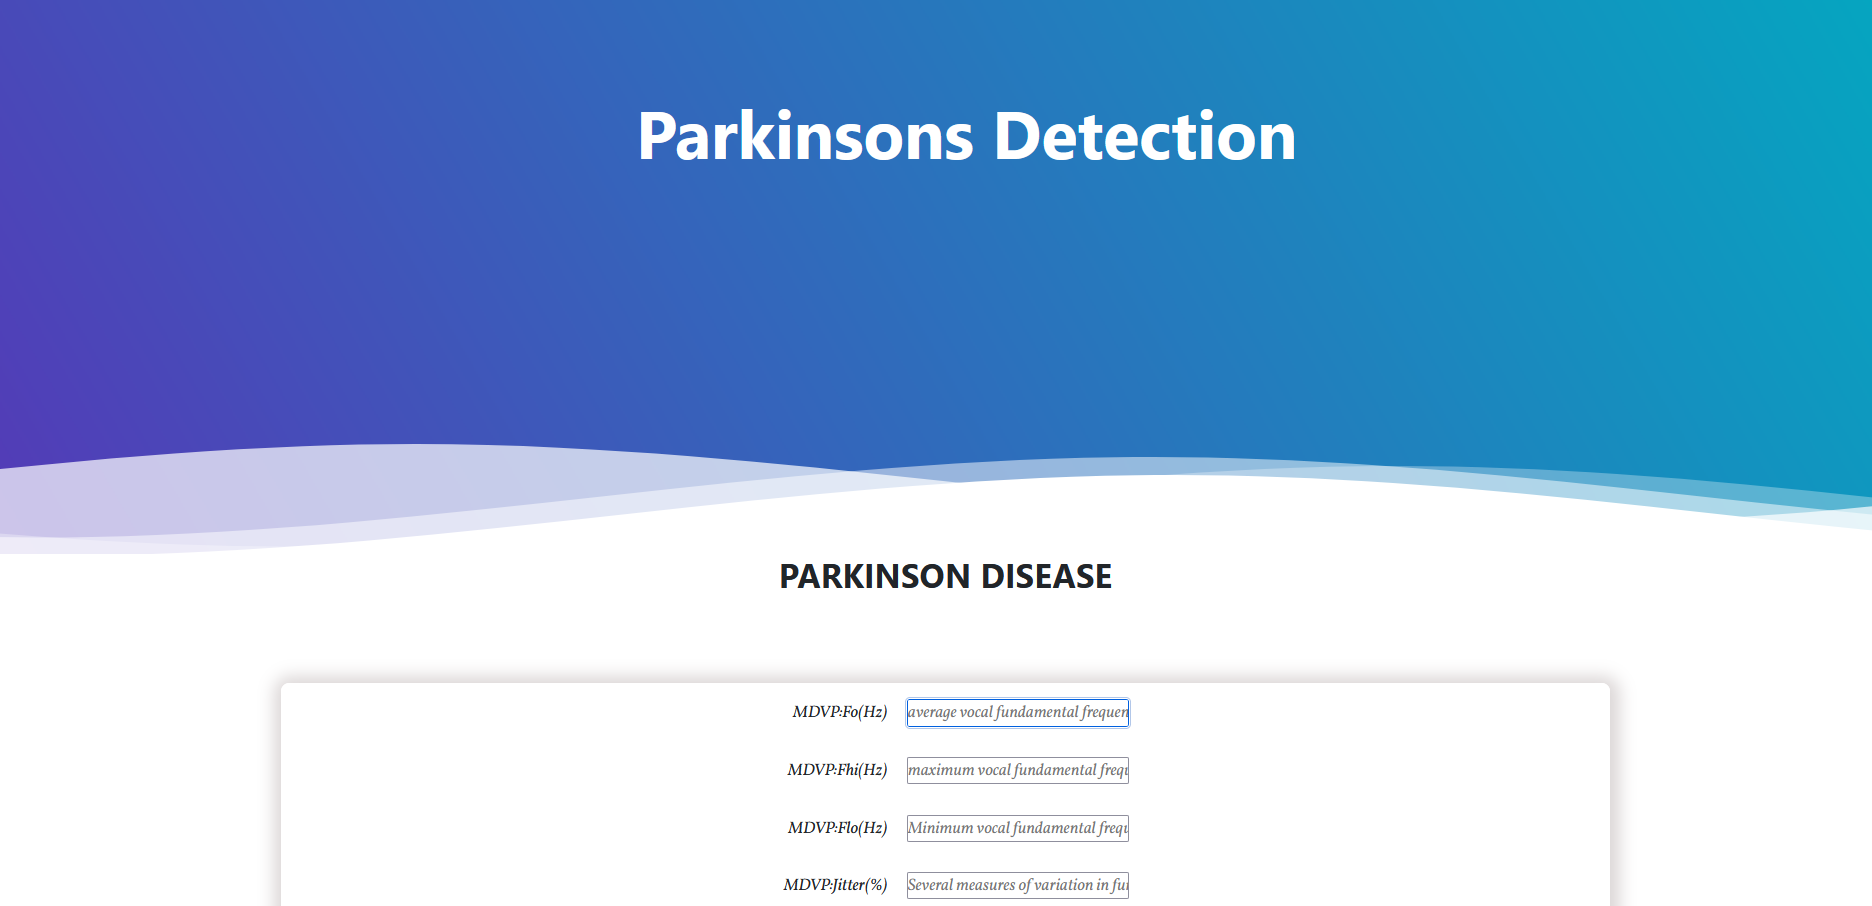 Parkinsons Detection
PARKINSON DISEASE
MDVP:Fo(Hz) average vocal fundamental frequen
MDVP:Fhi(Hz) maximum vocal fundamental frequ
MDVP:Flo(Hz) Minimum vocal fundamental frequ
MDVP:Jitter(%) Several measures of variation in fu